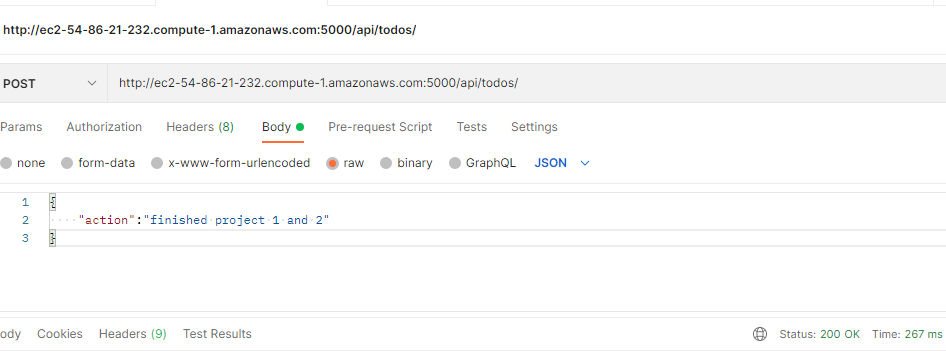 http://ec2-54-86-21-232.compute-1.amazonaws.com:5000/api/todos/
POST http://ec2-54-86-21-232.compute-1.amazonaws.com:5000/api/todos/
Params Authorization Headers (8) Body Pre-request Script Tests Settings
none form-data x-www-form-urlencoded raw binary GraphQL JSON
1 {
2 "action":"finished project 1 and 2"
3 }
ody Cookies Headers (9) Test Results Status: 200 OK Time: 267 ms